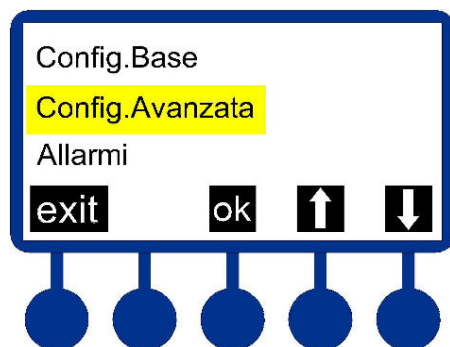 Config.Base
Config.Avanzata
Allarmi
exit ok ↑ ↓